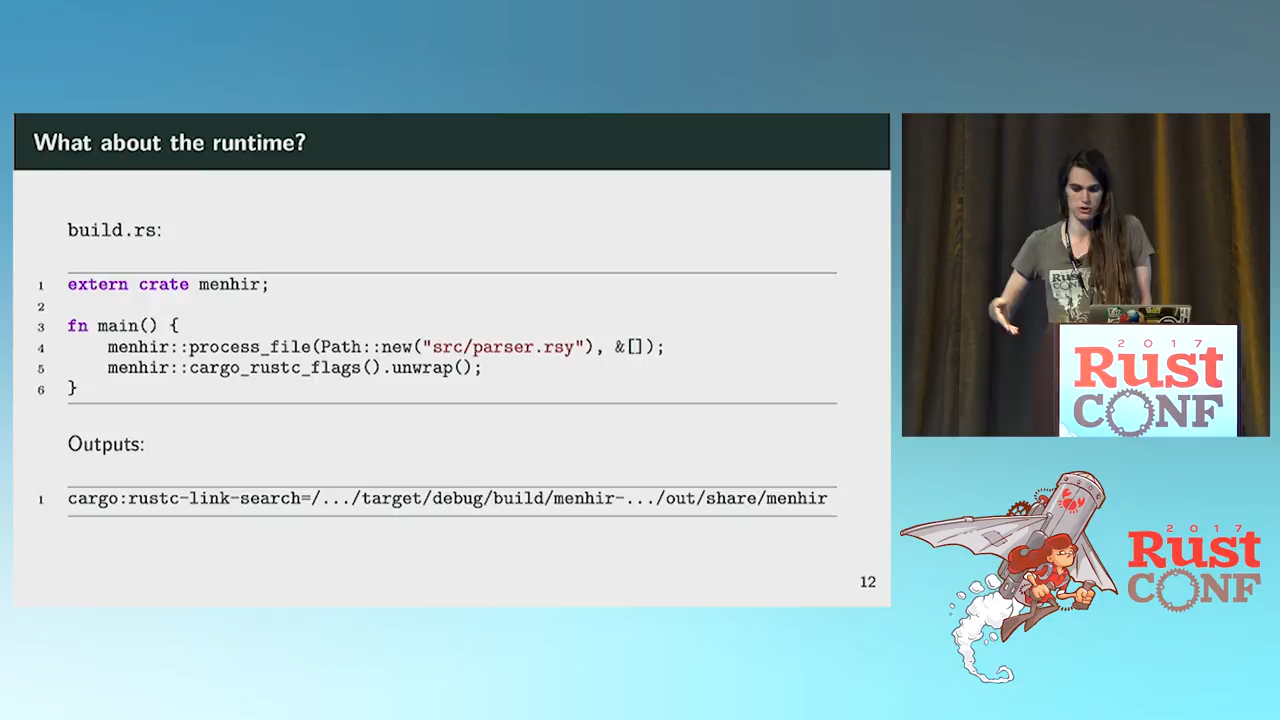 What about the runtime?
build.rs:
1 extern crate menhir;
2
3 fn main() {
4 menhir::process_file(Path::new("src/parser.rsy"), &[]);
5 menhir::cargo_rustc_flags().unwrap();
6 }
Outputs:
1 cargo:rustc-link-search=/.../target/debug/build/menhir-.../out/share/menhir
12
2017
Rust
CONF
2017
Rust
CONF